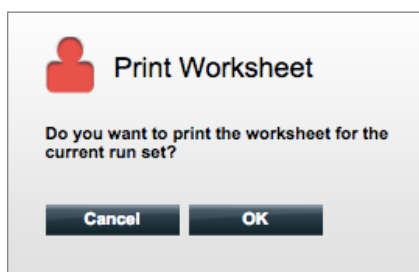 Print Worksheet
Do you want to print the worksheet for the
current run set?
Cancel OK